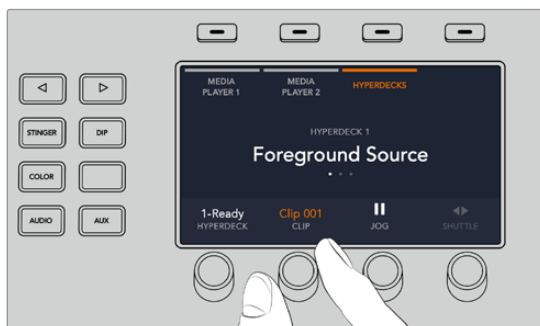 MEDIA
PLAYER 1
MEDIA
PLAYER 2
HYPERDECKS
STINGER
DIP
HYPERDECK 1
Foreground Source
COLOR
AUDIO
AUX
1-Ready
HYPERDECK
Clip 001
CLIP
JOG
SHUTTLE